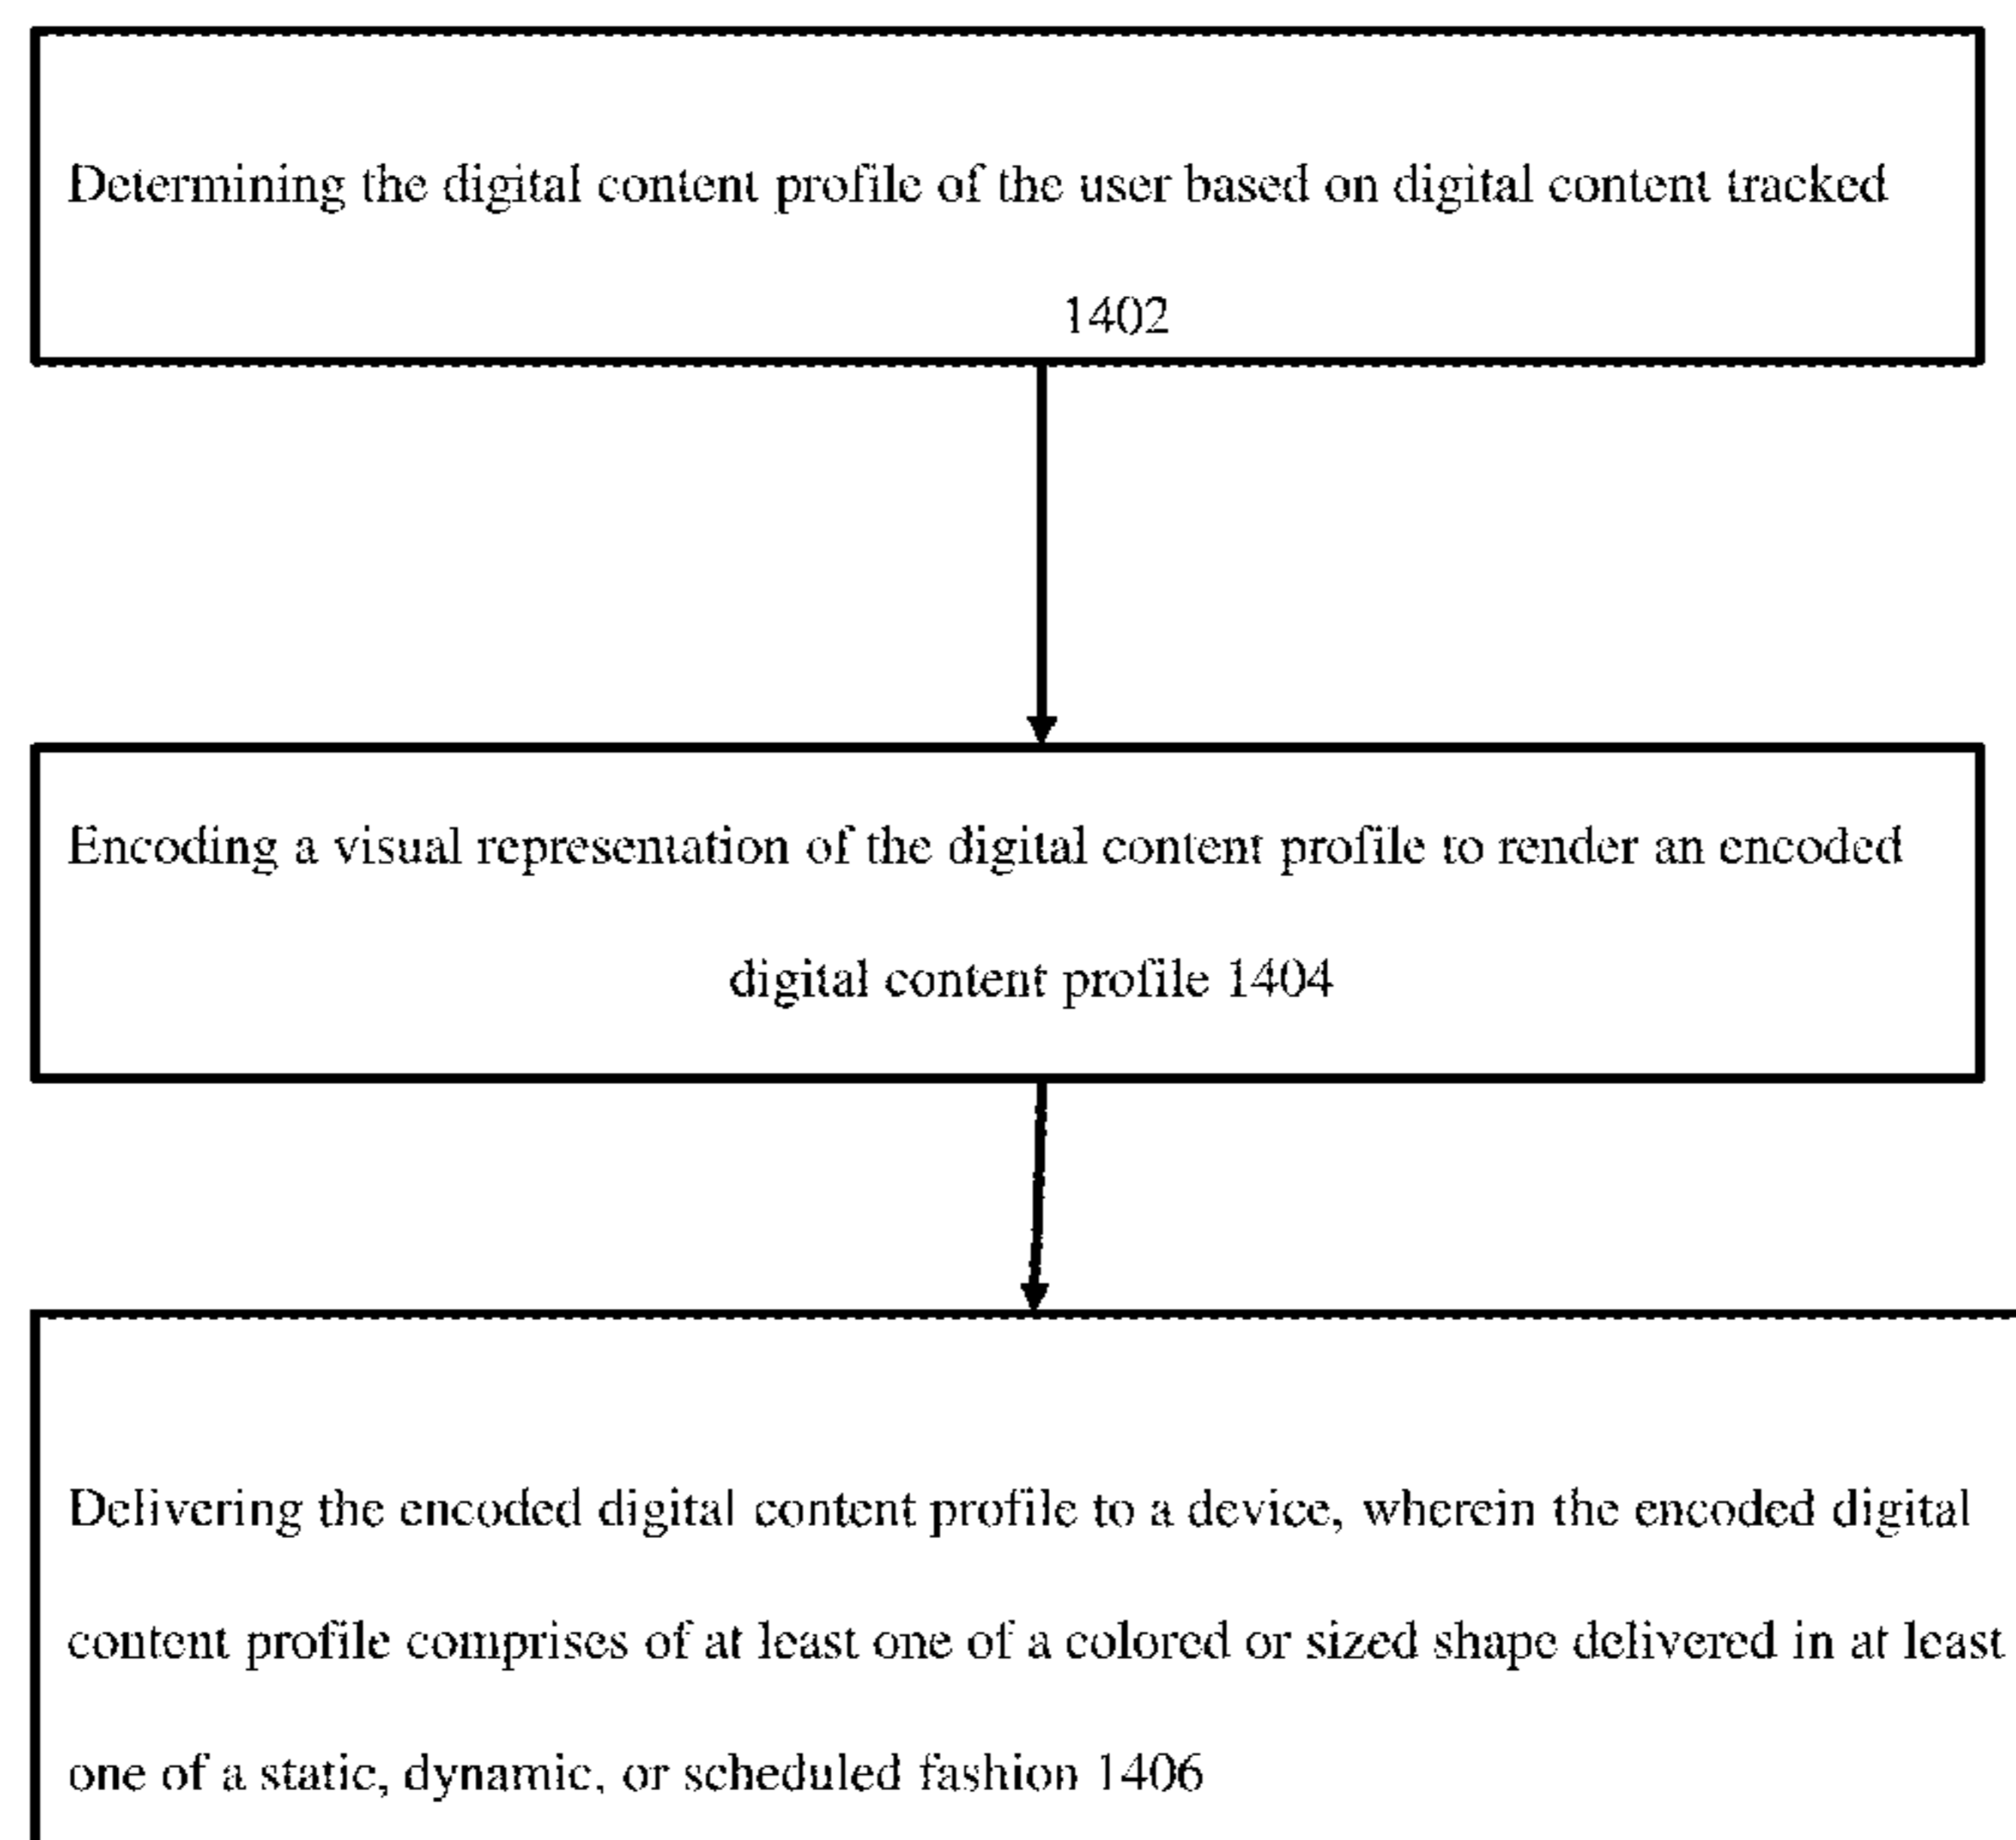 Determining the digital content profile of the user based on digital content tracked
1402
Encoding a visual representation of the digital content profile to render an encoded
digital content profile 1404
Delivering the encoded digital content profile to a device, wherein the encoded digital
content profile comprises of at least one of a colored or sized shape delivered in at least
one of a static, dynamic, or scheduled fashion 1406